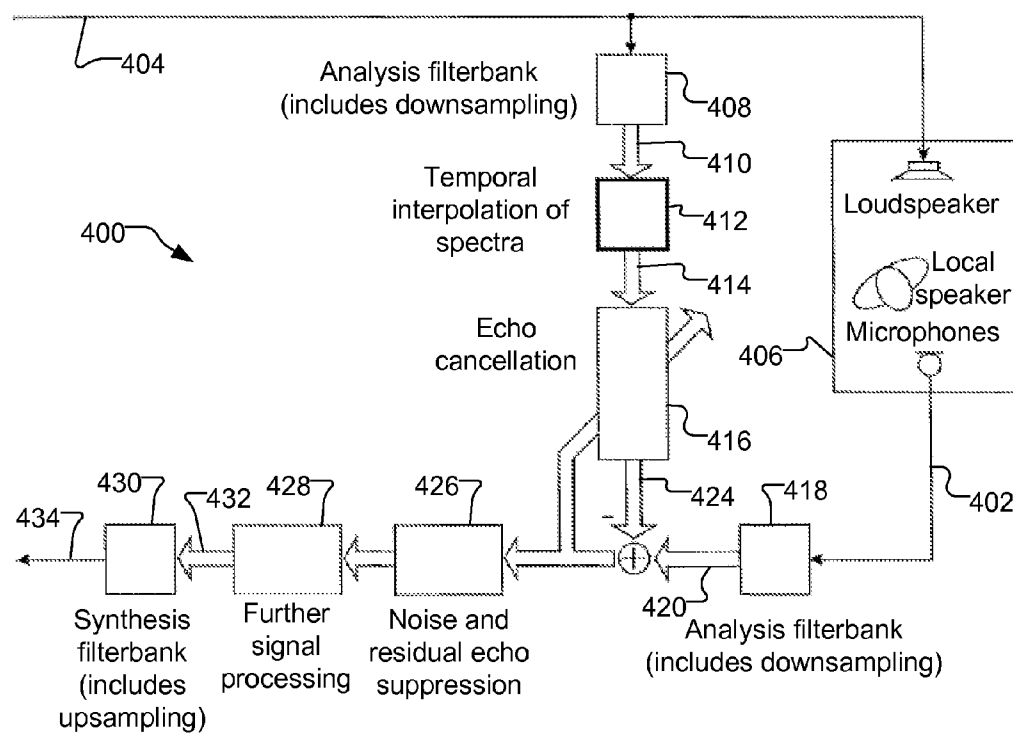 404
Analysis filterbank
(includes downsampling)
408
410
Temporal
interpolation of
spectra
412
400
414
Loudspeaker
Local
speaker
Microphones
406
Echo
cancellation
416
424
418
402
430
432
428
426
434
-
420
Synthesis
filterbank
(includes
upsampling)
Further
signal
processing
Noise and
residual echo
suppression
Analysis filterbank
(includes downsampling)